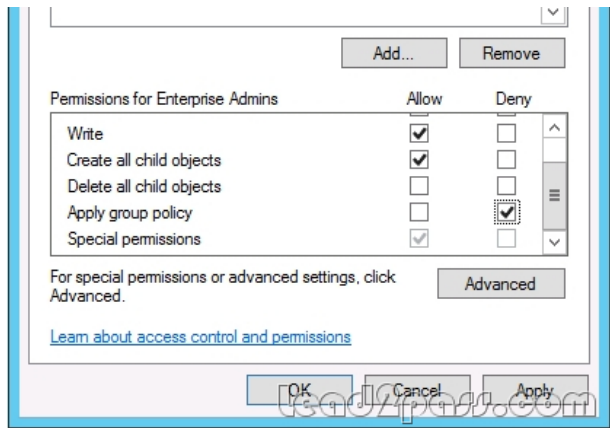 Add... Remove
Permissions for Enterprise Admins Allow Deny
Write
Create all child objects
Delete all child objects
Apply group policy
Special permissions
For special permissions or advanced settings, click Advanced
Advanced.
Learn about access control and permissions
OK Cancel Apply
lead2pass.com